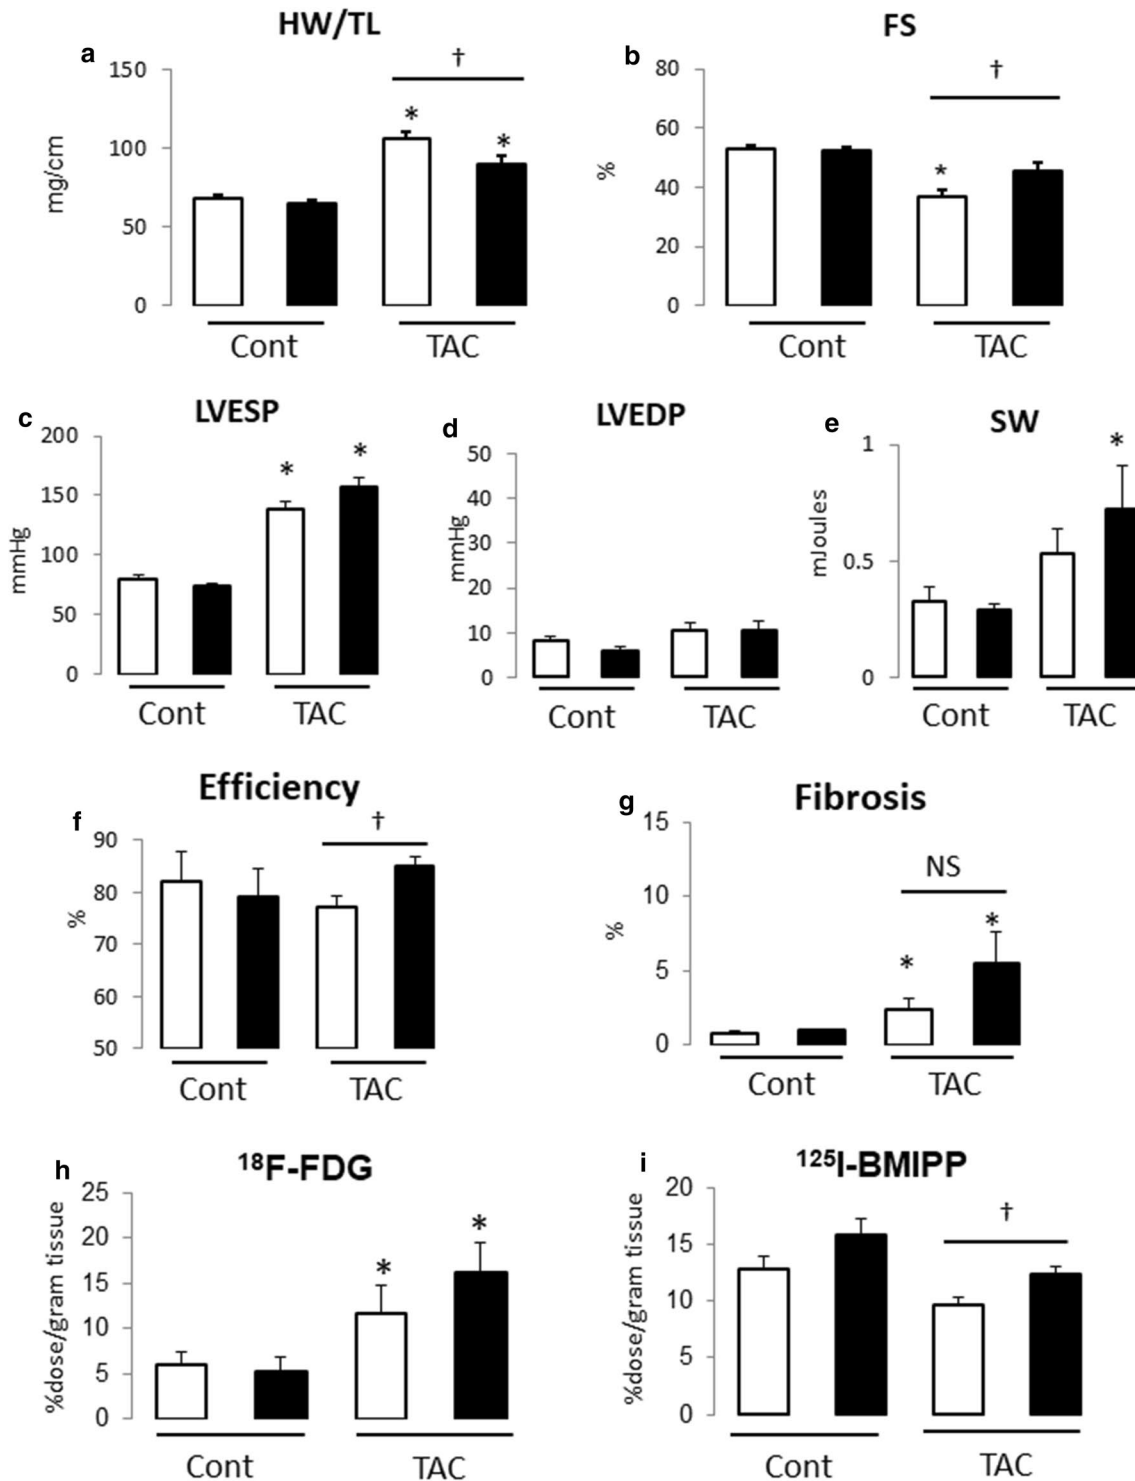 HW/TL
a
150
100
50
0
mg/cm
*
*
†
Cont
TAC
FS
b
80
60
40
20
0
%
*
†
Cont
TAC
LVESP
c
200
150
100
50
0
mmHg
*
*
Cont
TAC
LVEDP
d
50
40
30
20
10
0
mmHg
Cont
TAC
SW
e
1
0.5
0
mJoules
*
Cont
TAC
Efficiency
f
90
80
70
60
50
%
†
Cont
TAC
Fibrosis
g
15
10
5
0
%
NS
*
*
Cont
TAC
¹⁸F-FDG
h
25
20
15
10
5
0
%dose/gram tissue
*
*
Cont
TAC
¹²⁵I-BMIPP
i
20
15
10
5
0
%dose/gram tissue
†
Cont
TAC